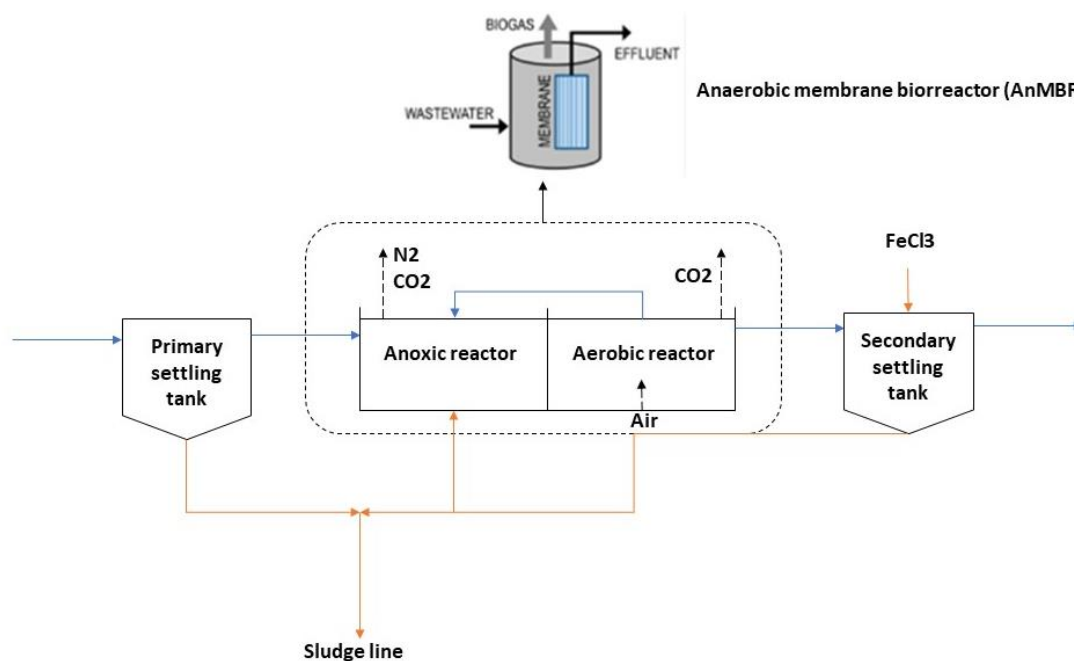 BIOGAS
EFFLUENT
MEMBRANE
WASTEWATER
Anaerobic membrane biorreactor (AnMBR
N2
CO2
CO2
FeCl3
Primary
settling
tank
Anoxic reactor
Aerobic reactor
Air
Secondary
settling
tank
Sludge line